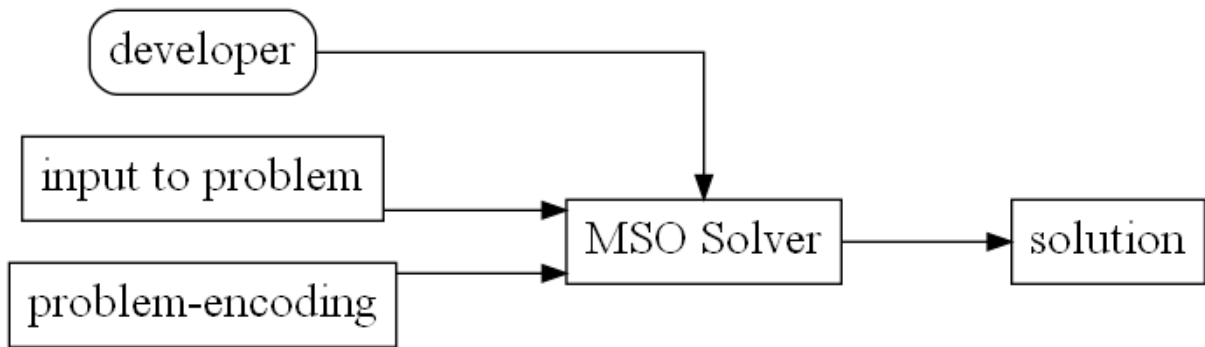 developer
input to problem
MSO Solver
solution
problem-encoding